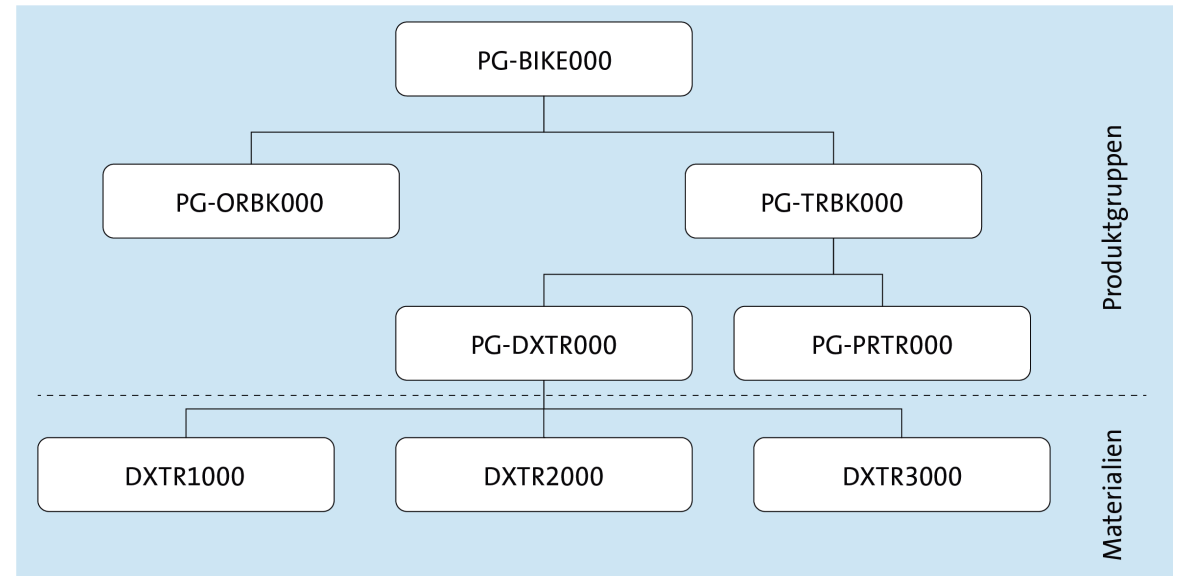 PG-BIKE000
PG-ORBK000
PG-TRBK000
PG-DXTR000
PG-PRTR000
Produktgruppen
DXTR1000
DXTR2000
DXTR3000
Materialien